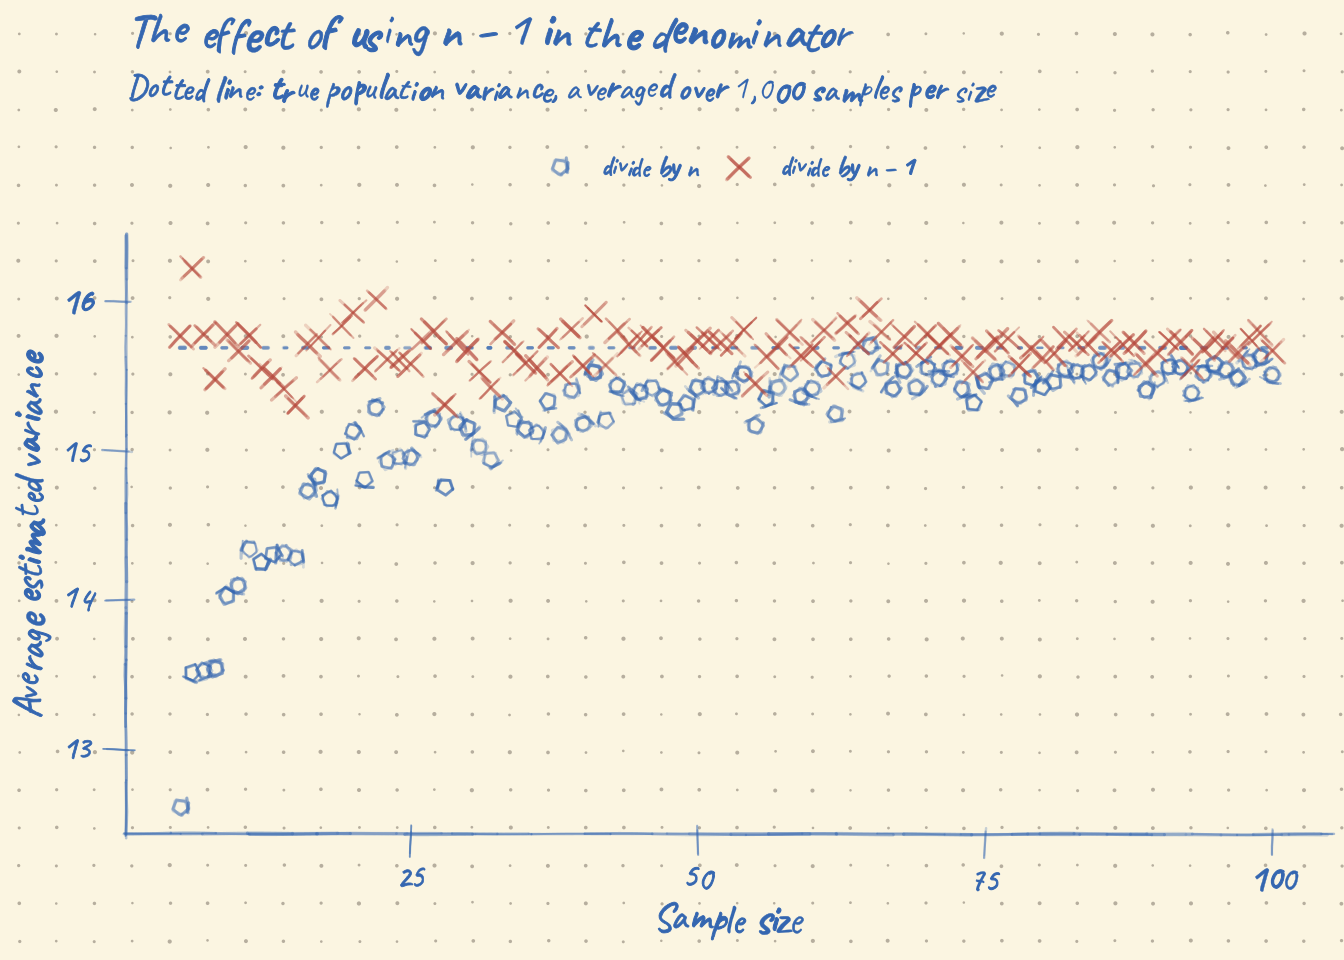 The effect of using n – 1 in the denominator
Dotted line: true population variance, averaged over 1,000 samples per size
divide by n
divide by n – 1
16
15
14
13
Average estimated variance
25
50
75
100
Sample size